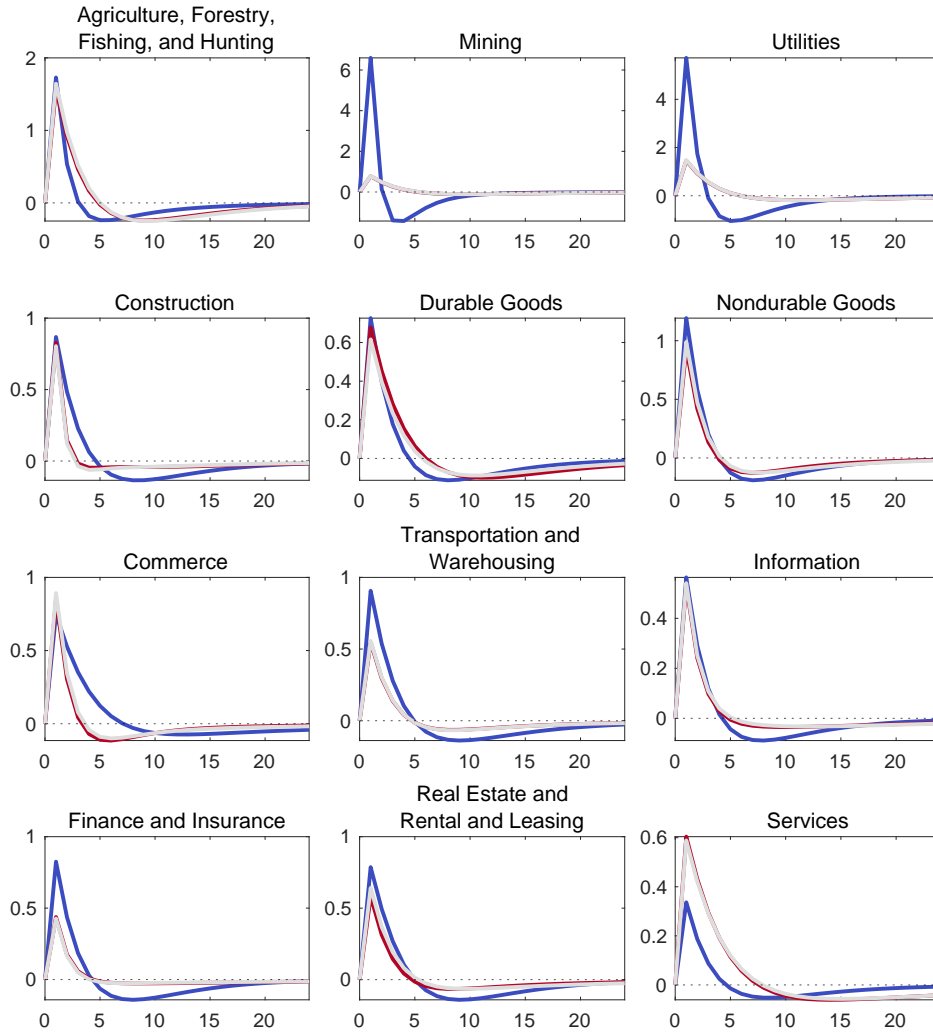 Agriculture, Forestry,
Fishing, and Hunting
Mining
Utilities
2
1
0
0 5 10 15 20
6
4
2
0
0 5 10 15 20
4
2
0
0 5 10 15 20
Construction
Durable Goods
Nondurable Goods
1
0.5
0
0 5 10 15 20
0.6
0.4
0.2
0
0 5 10 15 20
1
0.5
0
0 5 10 15 20
Commerce
Transportation and
Warehousing
Information
1
0.5
0
0 5 10 15 20
1
0.5
0
0 5 10 15 20
0.4
0.2
0
0 5 10 15 20
Finance and Insurance
Real Estate and
Rental and Leasing
Services
1
0.5
0
0 5 10 15 20
1
0.5
0
0 5 10 15 20
0.6
0.4
0.2
0
0 5 10 15 20